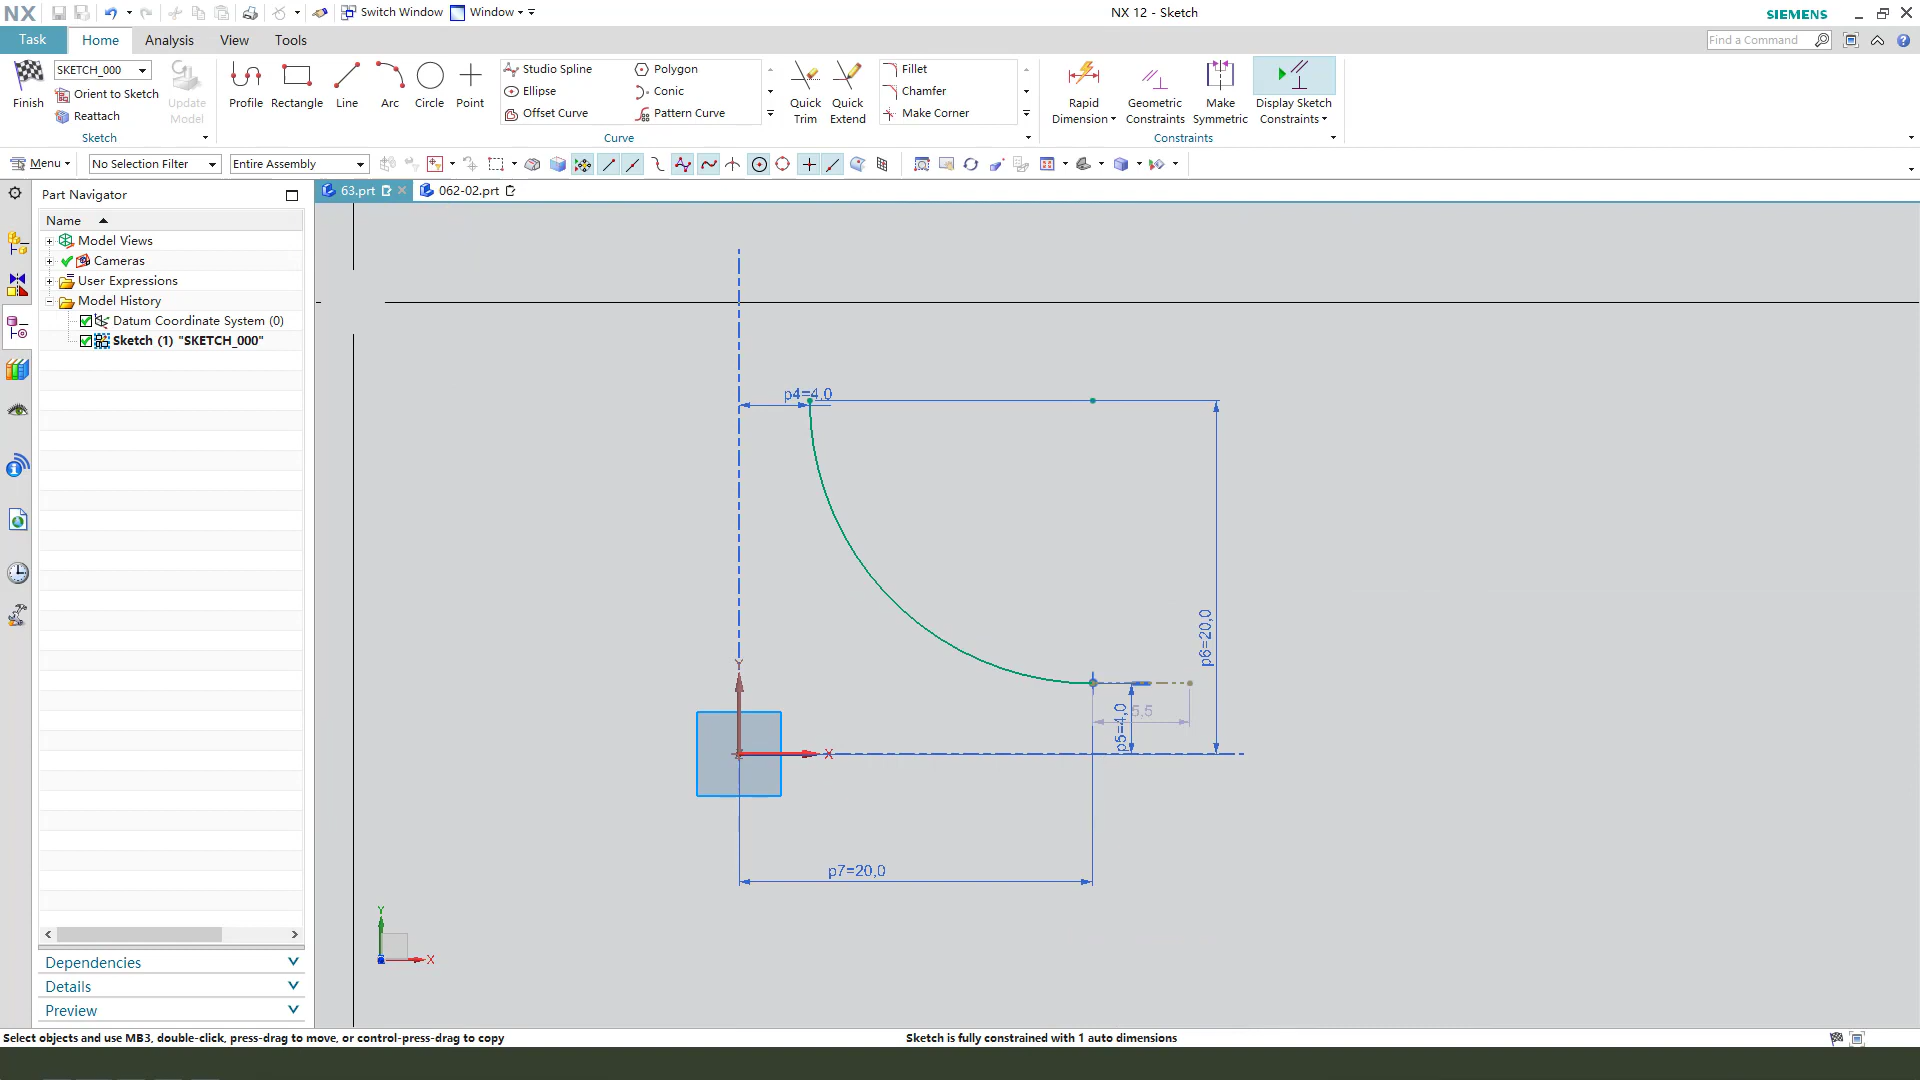 NX
Switch Window
Window
NX 12 - Sketch
SIEMENS
Task
Home
Analysis
View
Tools
Find a Command
SKETCH_000
Studio Spline
Polygon
Fillet
Orient to Sketch
Ellipse
Conic
Chamfer
Finish
Update Model
Profile
Rectangle
Line
Arc
Circle
Point
Quick Trim
Quick Extend
Rapid Dimension
Geometric Constraints
Make Symmetric
Display Sketch Constraints
Reattach
Offset Curve
Pattern Curve
Make Corner
Sketch
Curve
Constraints
Menu
No Selection Filter
Entire Assembly
Part Navigator
63.prt
062-02.prt
Name
Model Views
Cameras
User Expressions
Model History
Datum Coordinate System (0)
Sketch (1) "SKETCH_000"
p4=4,0
p6=20,0
Y
5,5
p5=4,0
X
p7=20,0
Y
X
Dependencies
Details
Preview
Select objects and use MB3, double-click, press-drag to move, or control-press-drag to copy
Sketch is fully constrained with 1 auto dimensions